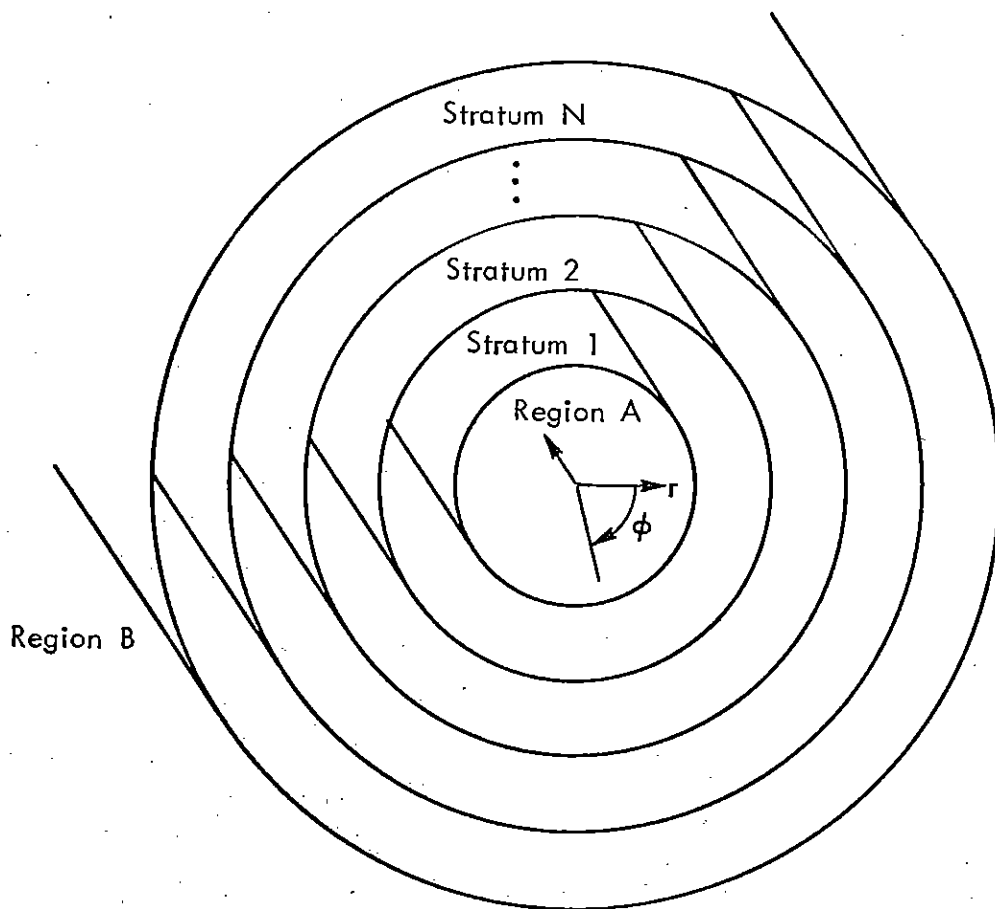 Stratum N
Stratum 2
Stratum 1
Region A
r
ϕ
Region B